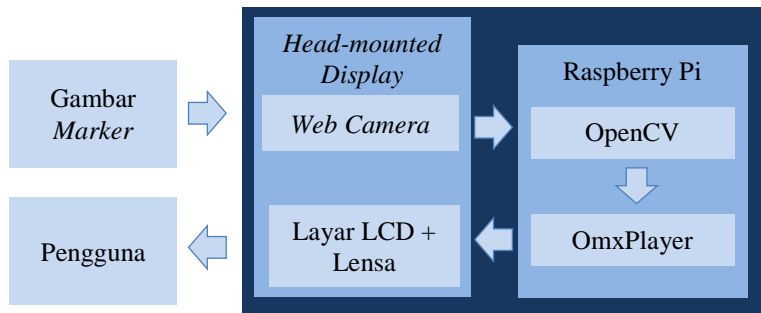 Gambar
Marker
Head-mounted
Display
Web Camera
Raspberry Pi
OpenCV
OmxPlayer
Layar LCD +
Lensa
Pengguna